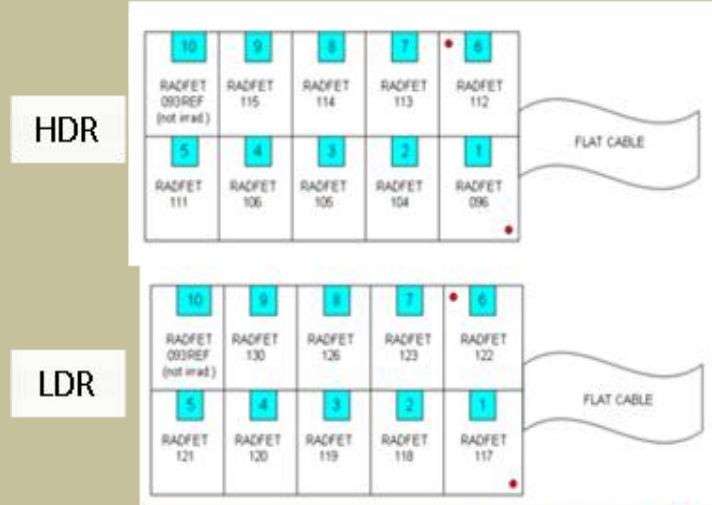 HDR
10 9 8 7 6
RADFET 093REF (not irrad.)
RADFET 115
RADFET 114
RADFET 113
RADFET 112
FLAT CABLE
5 4 3 2 1
RADFET 111
RADFET 106
RADFET 105
RADFET 104
RADFET 096
LDR
10 9 8 7 6
RADFET 093REF (not irrad.)
RADFET 130
RADFET 126
RADFET 123
RADFET 122
FLAT CABLE
5 4 3 2 1
RADFET 121
RADFET 120
RADFET 119
RADFET 118
RADFET 117